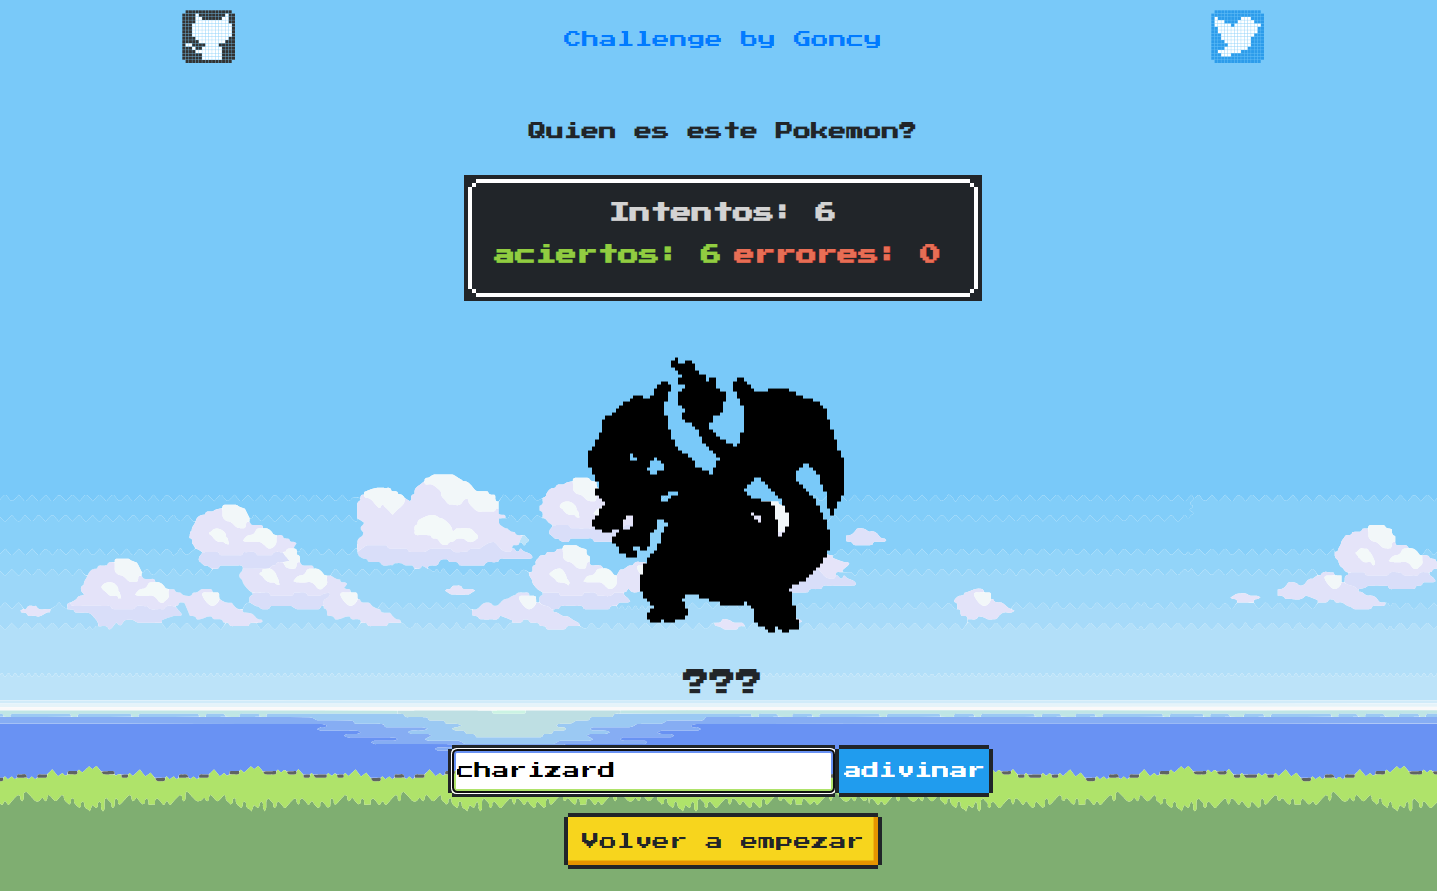 Challenge by Goncy
Quien es este Pokemon?
Intentos: 6
aciertos: 6 errores: 0
???
charizard adivinar
Volver a empezar